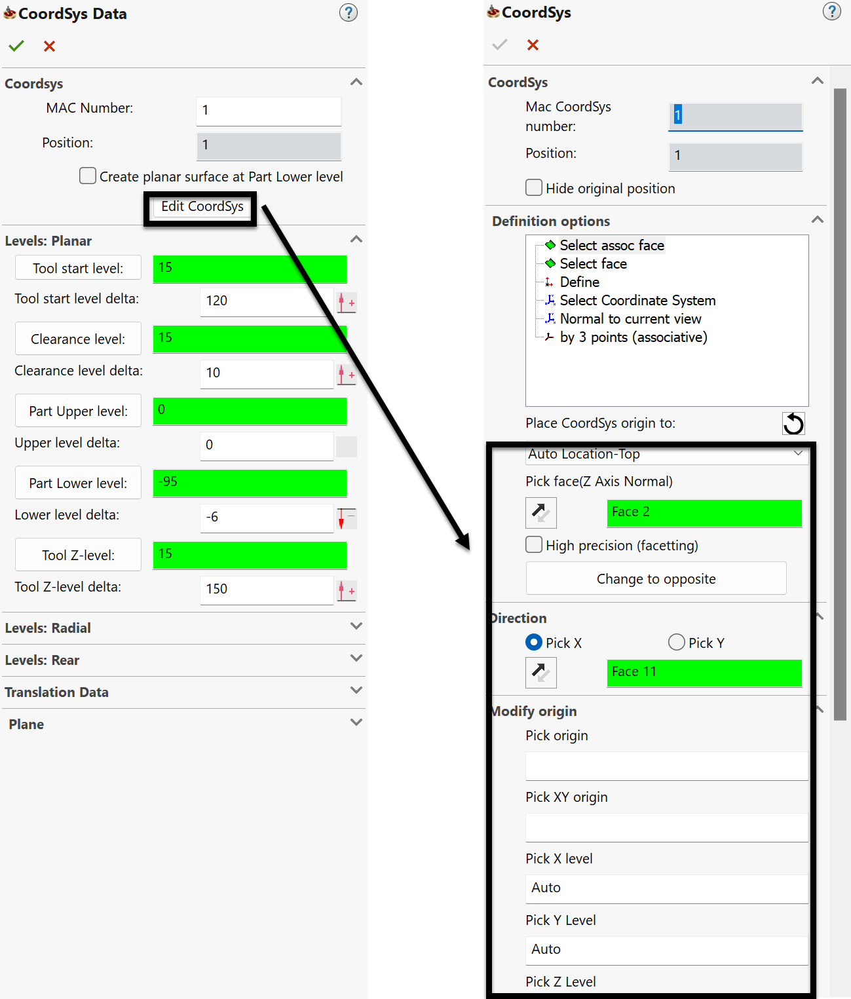 CoordSys Data
?
Coordsys
MAC Number:
1
Position:
1
Create planar surface at Part Lower level
Edit CoordSys
Levels: Planar
Tool start level:
15
Tool start level delta:
120
Clearance level:
15
Clearance level delta:
10
Part Upper level:
0
Upper level delta:
0
Part Lower level:
-95
Lower level delta:
-6
Tool Z-level:
15
Tool Z-level delta:
150
Levels: Radial
Levels: Rear
Translation Data
Plane
CoordSys
?
CoordSys
Mac CoordSys
number:
1
Position:
1
Hide original position
Definition options
Select assoc face
Select face
Define
Select Coordinate System
Normal to current view
by 3 points (associative)
Place CoordSys origin to:
Auto Location-Top
Pick face(Z Axis Normal)
Face 2
High precision (facetting)
Change to opposite
Direction
Pick X
Pick Y
Face 11
Modify origin
Pick origin
Pick XY origin
Pick X level
Auto
Pick Y Level
Auto
Pick Z Level